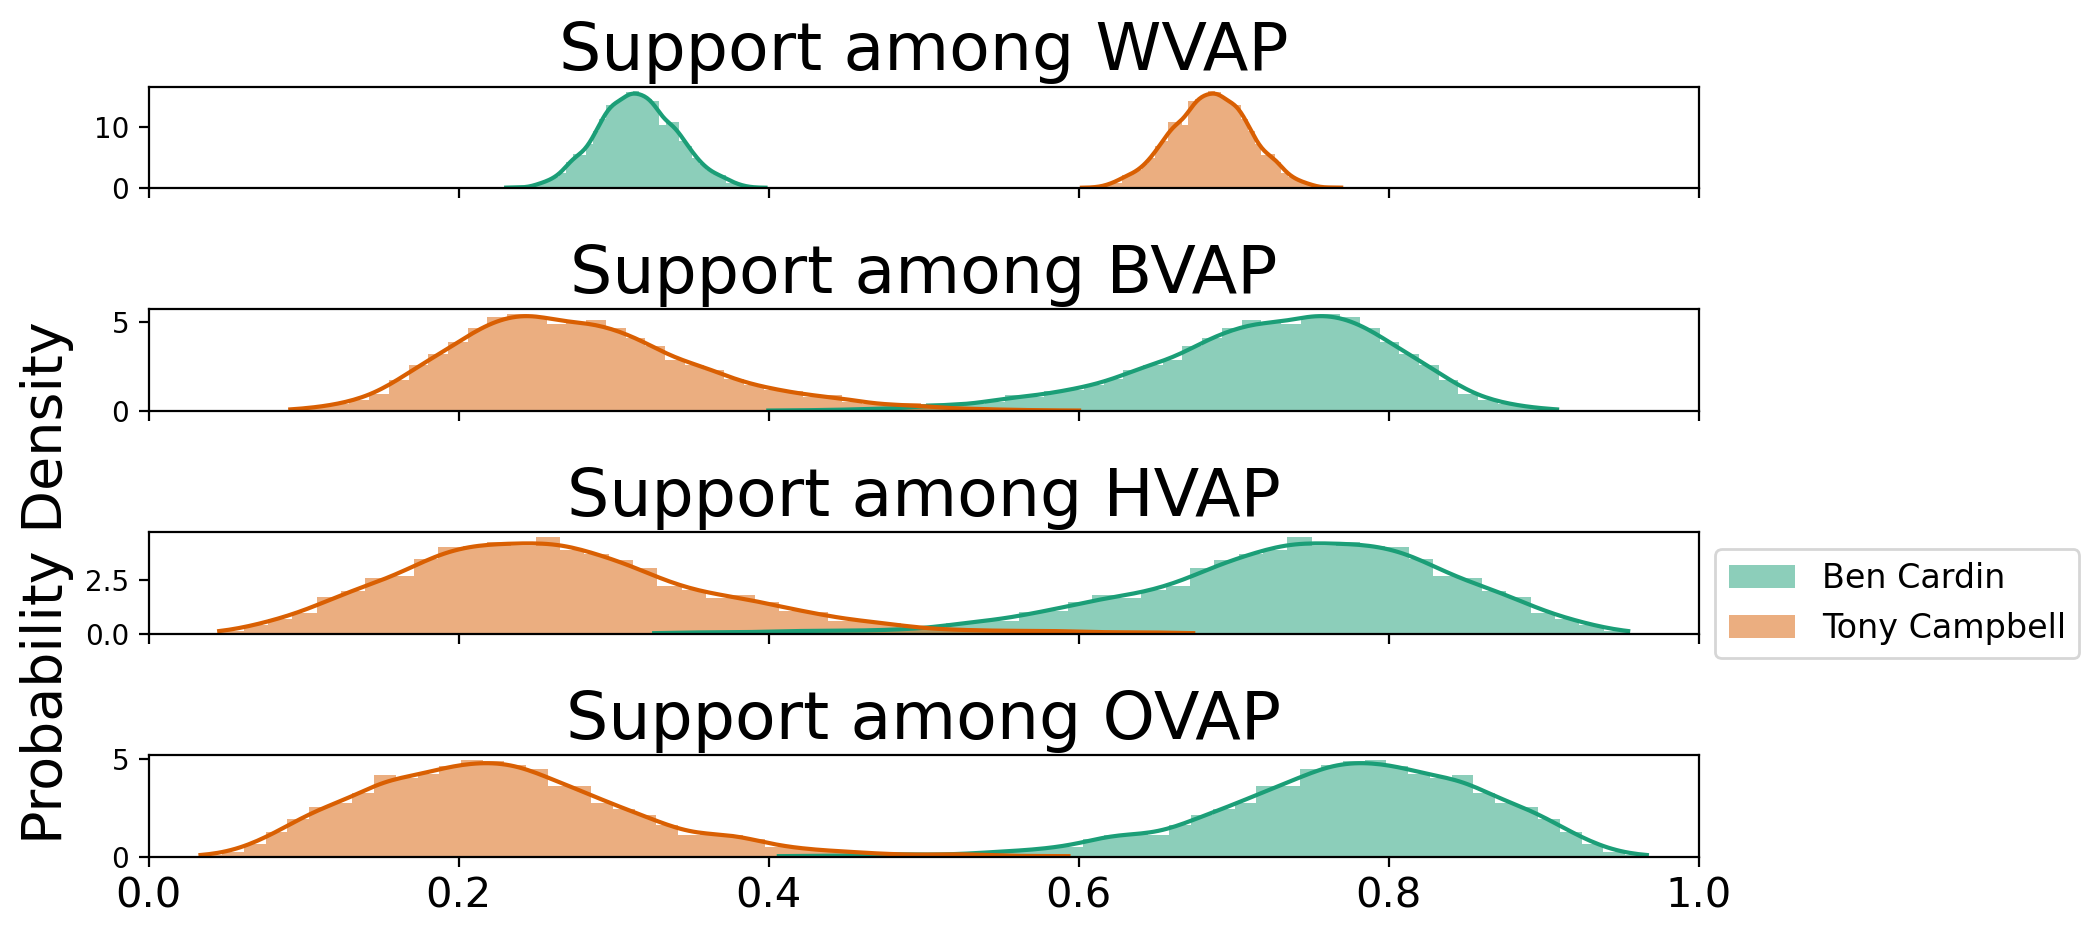 Support among WVAP
10
0
Support among BVAP
5
0
Support among HVAP
2.5
0.0
Support among OVAP
5
0
0.0 0.2 0.4 0.6 0.8 1.0
Probability Density
Ben Cardin
Tony Campbell